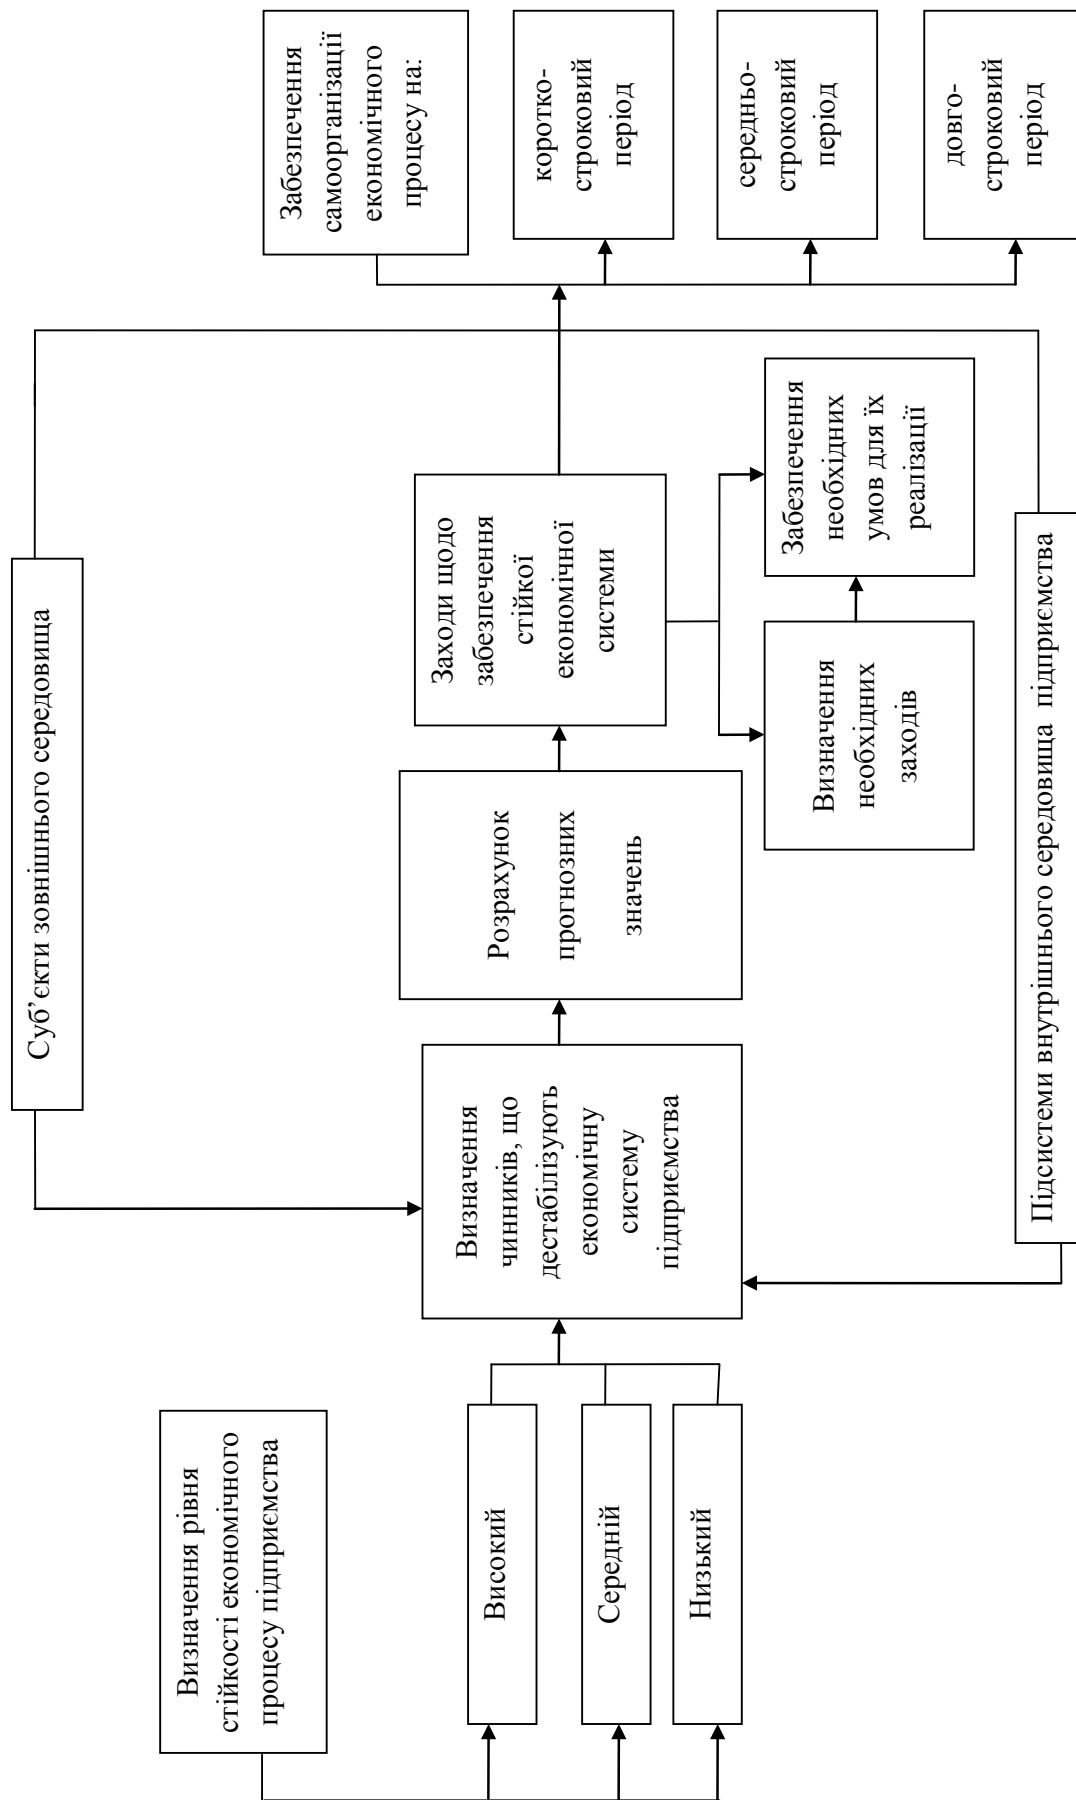 Суб’єкти зовнішнього середовища
Визначення рівня
стійкості економічного
процесу підприємства
Високий
Середній
Низький
Визначення
чинників, що
дестабілізують
економічну
систему
підприємства
Розрахунок
прогнозних
значень
Заходи щодо
забезпечення
стійкої
економічної
системи
Визначення
необхідних
заходів
Забезпечення
необхідних
умов для їх
реалізації
Забезпечення
самоорганізації
економічного
процесу на:
коротко-
строковий
період
середньо-
строковий
період
довго-
строковий
період
Підсистеми внутрішнього середовища підприємства